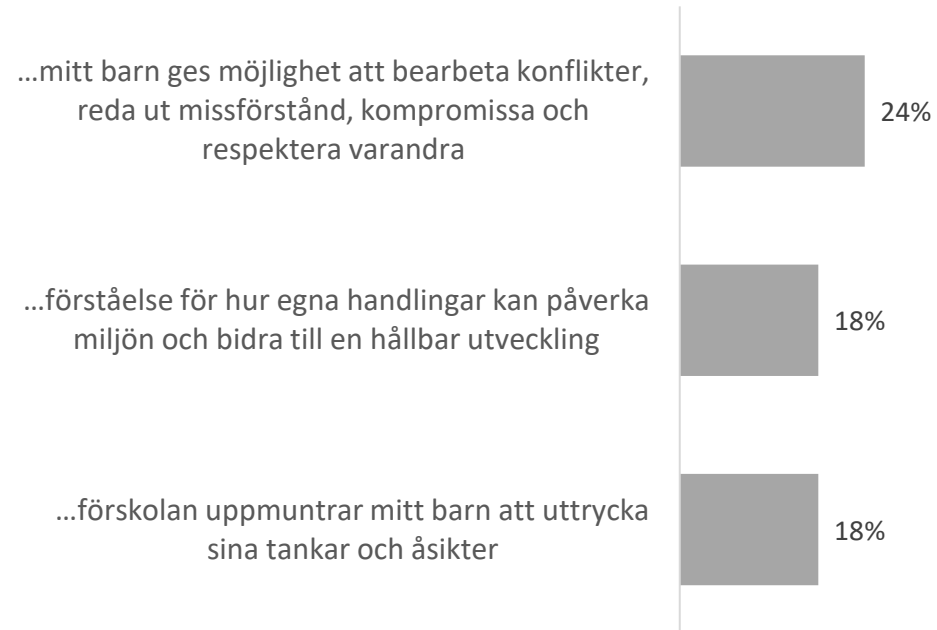 …mitt barn ges möjlighet att bearbeta konflikter,
reda ut missförstånd, kompromissa och
respektera varandra
24%
…förståelse för hur egna handlingar kan påverka
miljön och bidra till en hållbar utveckling
18%
…förskolan uppmuntrar mitt barn att uttrycka
sina tankar och åsikter
18%